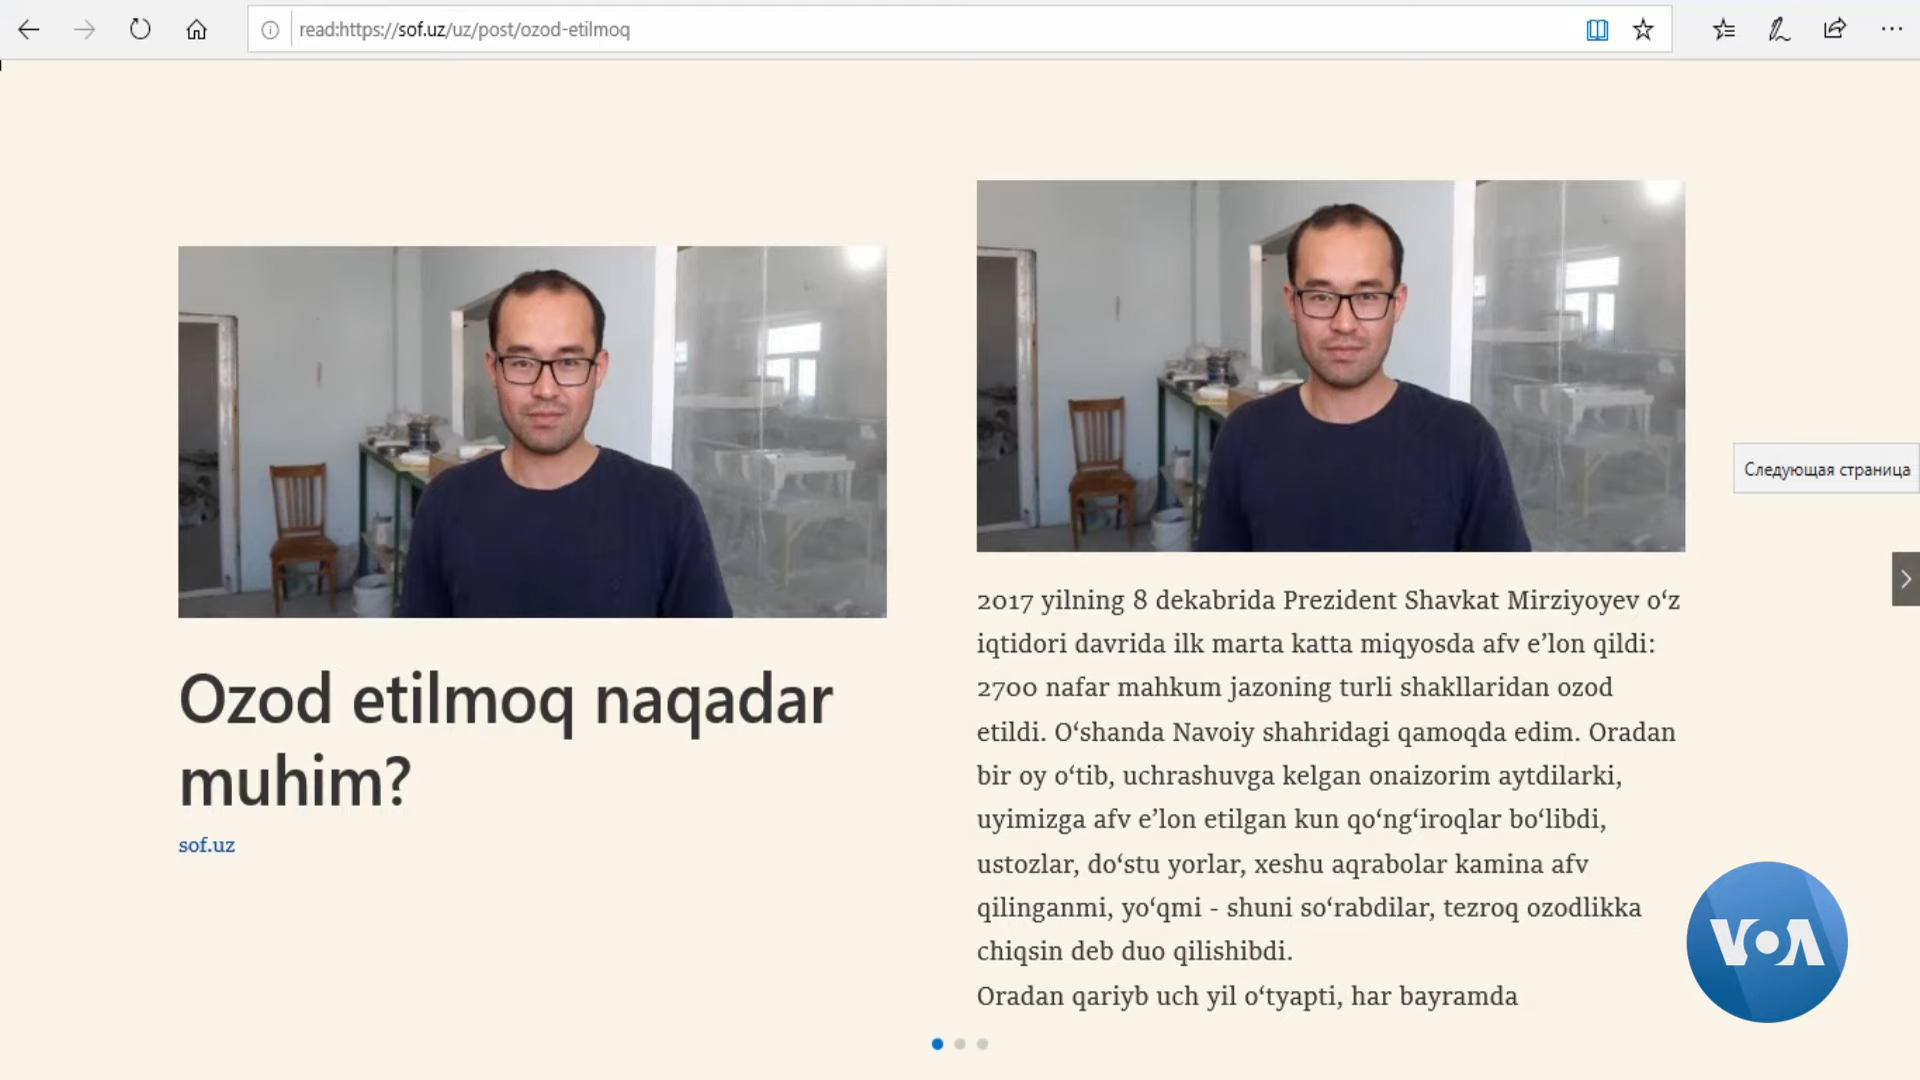 read:https://sof.uz/uz/post/ozod-etilmoq
Ozod etilmoq naqadar
muhim?
sof.uz
2017 yilning 8 dekabrida Prezident Shavkat Mirziyoyev o‘z
iqtidori davrida ilk marta katta miqyosda afv e’lon qildi:
2700 nafar mahkum jazoning turli shakllaridan ozod
etildi. O‘shanda Navoiy shahridagi qamoqda edim. Oradan
bir oy o‘tib, uchrashuvga kelgan onaizorim aytdilarki,
uyimizga afv e’lon etilgan kun qo‘ng‘iroqlar bo‘libdi,
ustozlar, do‘stu yorlar, xeshu aqrabolar kamina afv
qilinganmi, yo‘qmi - shuni so‘rabdilar, tezroq ozodlikka
chiqsin deb duo qilishibdi.
Oradan qariyb uch yil o‘tyapti, har bayramda
Следующая страница
VOA